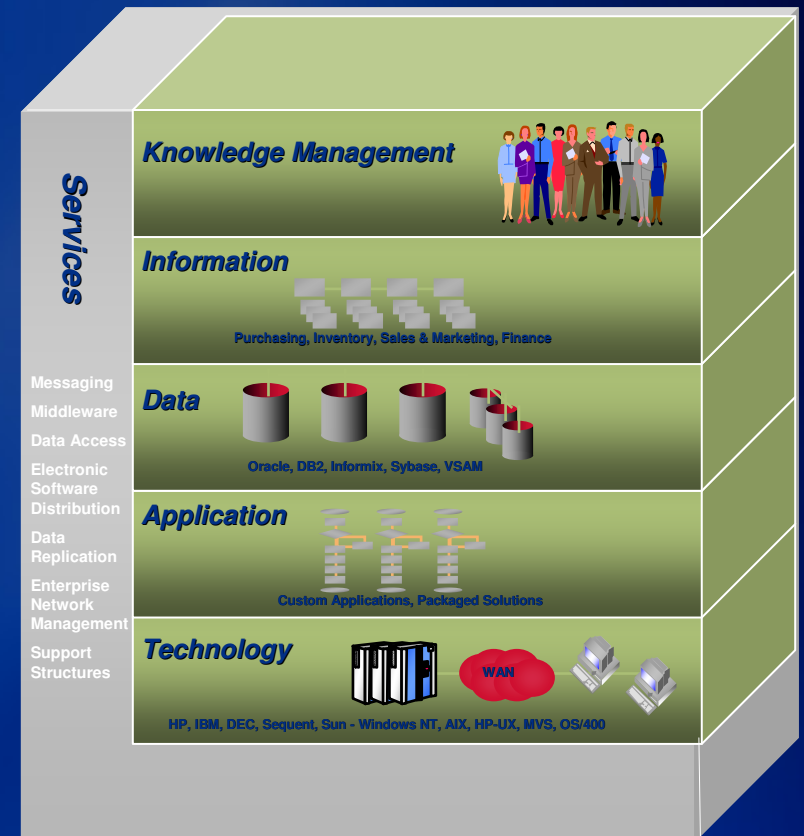 Services
Messaging
Middleware
Data Access
Electronic
Software
Distribution
Data
Replication
Enterprise
Network
Management
Support
Structures
Knowledge Management
Information
Purchasing, Inventory, Sales & Marketing, Finance
Data
Oracle, DB2, Informix, Sybase, VSAM
Application
Custom Applications, Packaged Solutions
Technology
WAN
HP, IBM, DEC, Sequent, Sun - Windows NT, AIX, HP-UX, MVS, OS/400